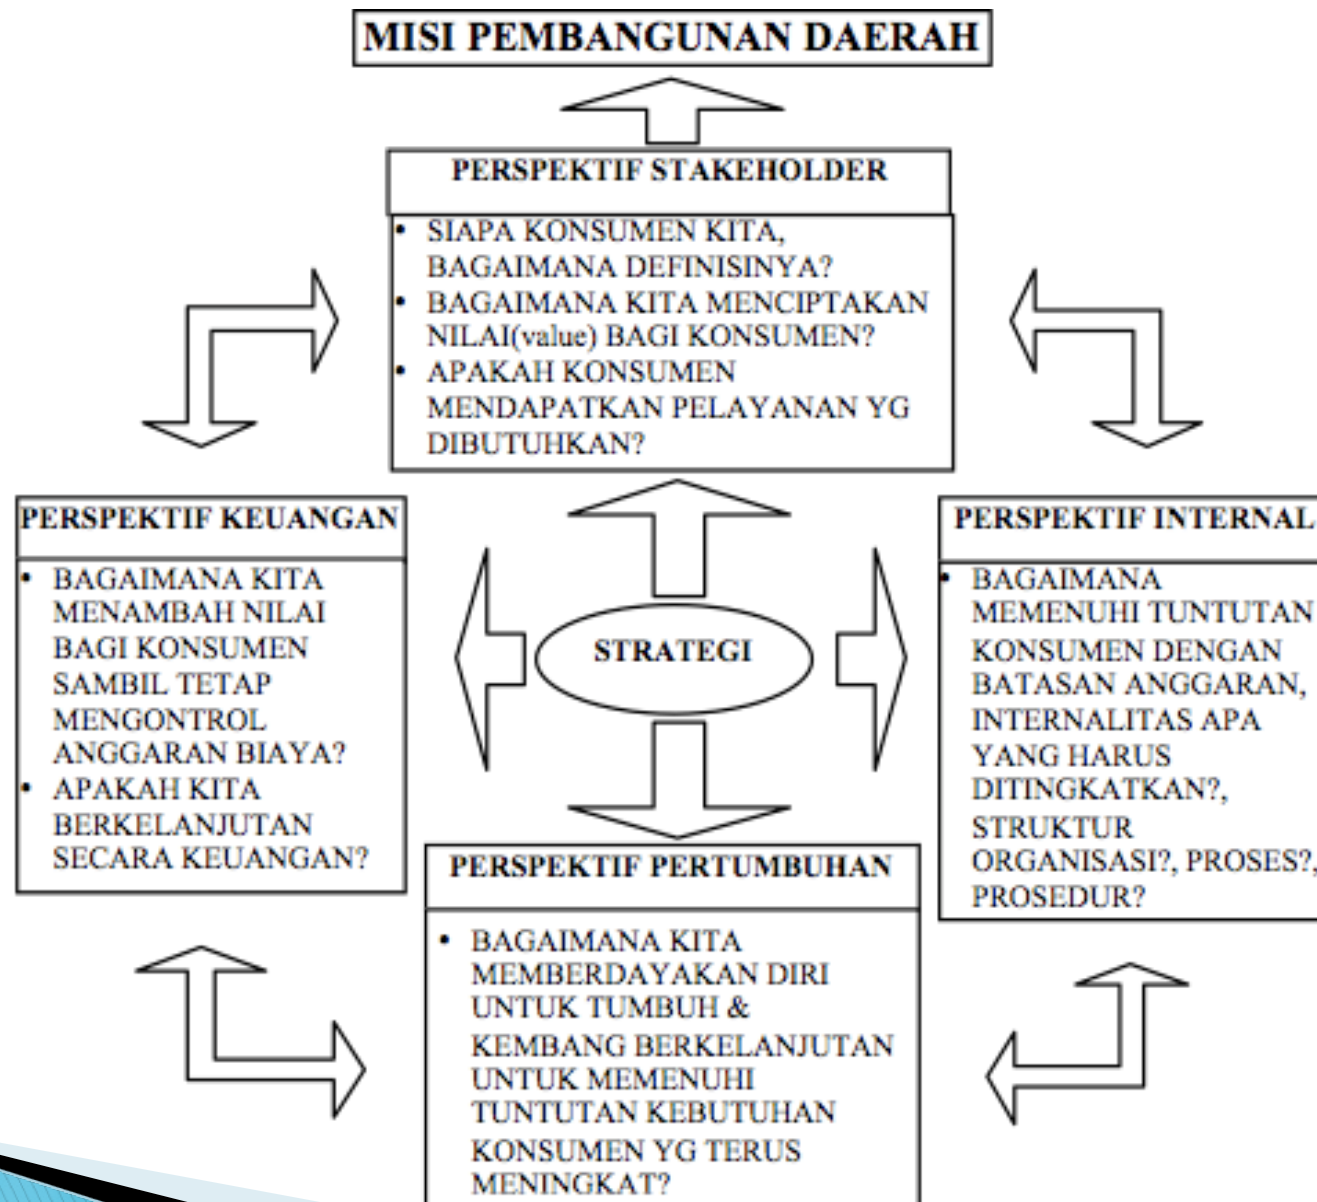 MISI PEMBANGUNAN DAERAH
PERSPEKTIF STAKEHOLDER
• SIAPA KONSUMEN KITA,
BAGAIMANA DEFINISINYA?
• BAGAIMANA KITA MENCIPTAKAN
NILAI(value) BAGI KONSUMEN?
• APAKAH KONSUMEN
MENDAPATKAN PELAYANAN YG
DIBUTUHKAN?
PERSPEKTIF KEUANGAN
• BAGAIMANA KITA
MENAMBAH NILAI
BAGI KONSUMEN
SAMBIL TETAP
MENGONTROL
ANGGARAN BIAYA?
• APAKAH KITA
BERKELANJUTAN
SECARA KEUANGAN?
STRATEGI
PERSPEKTIF INTERNAL
• BAGAIMANA
MEMENUHI TUNTUTAN
KONSUMEN DENGAN
BATASAN ANGGARAN,
INTERNALITAS APA
YANG HARUS
DITINGKATKAN?,
STRUKTUR
ORGANISASI?, PROSES?,
PROSEDUR?
PERSPEKTIF PERTUMBUHAN
• BAGAIMANA KITA
MEMBERDAYAKAN DIRI
UNTUK TUMBUH &
KEMBANG BERKELANJUTAN
UNTUK MEMENUHI
TUNTUTAN KEBUTUHAN
KONSUMEN YG TERUS
MENINGKAT?